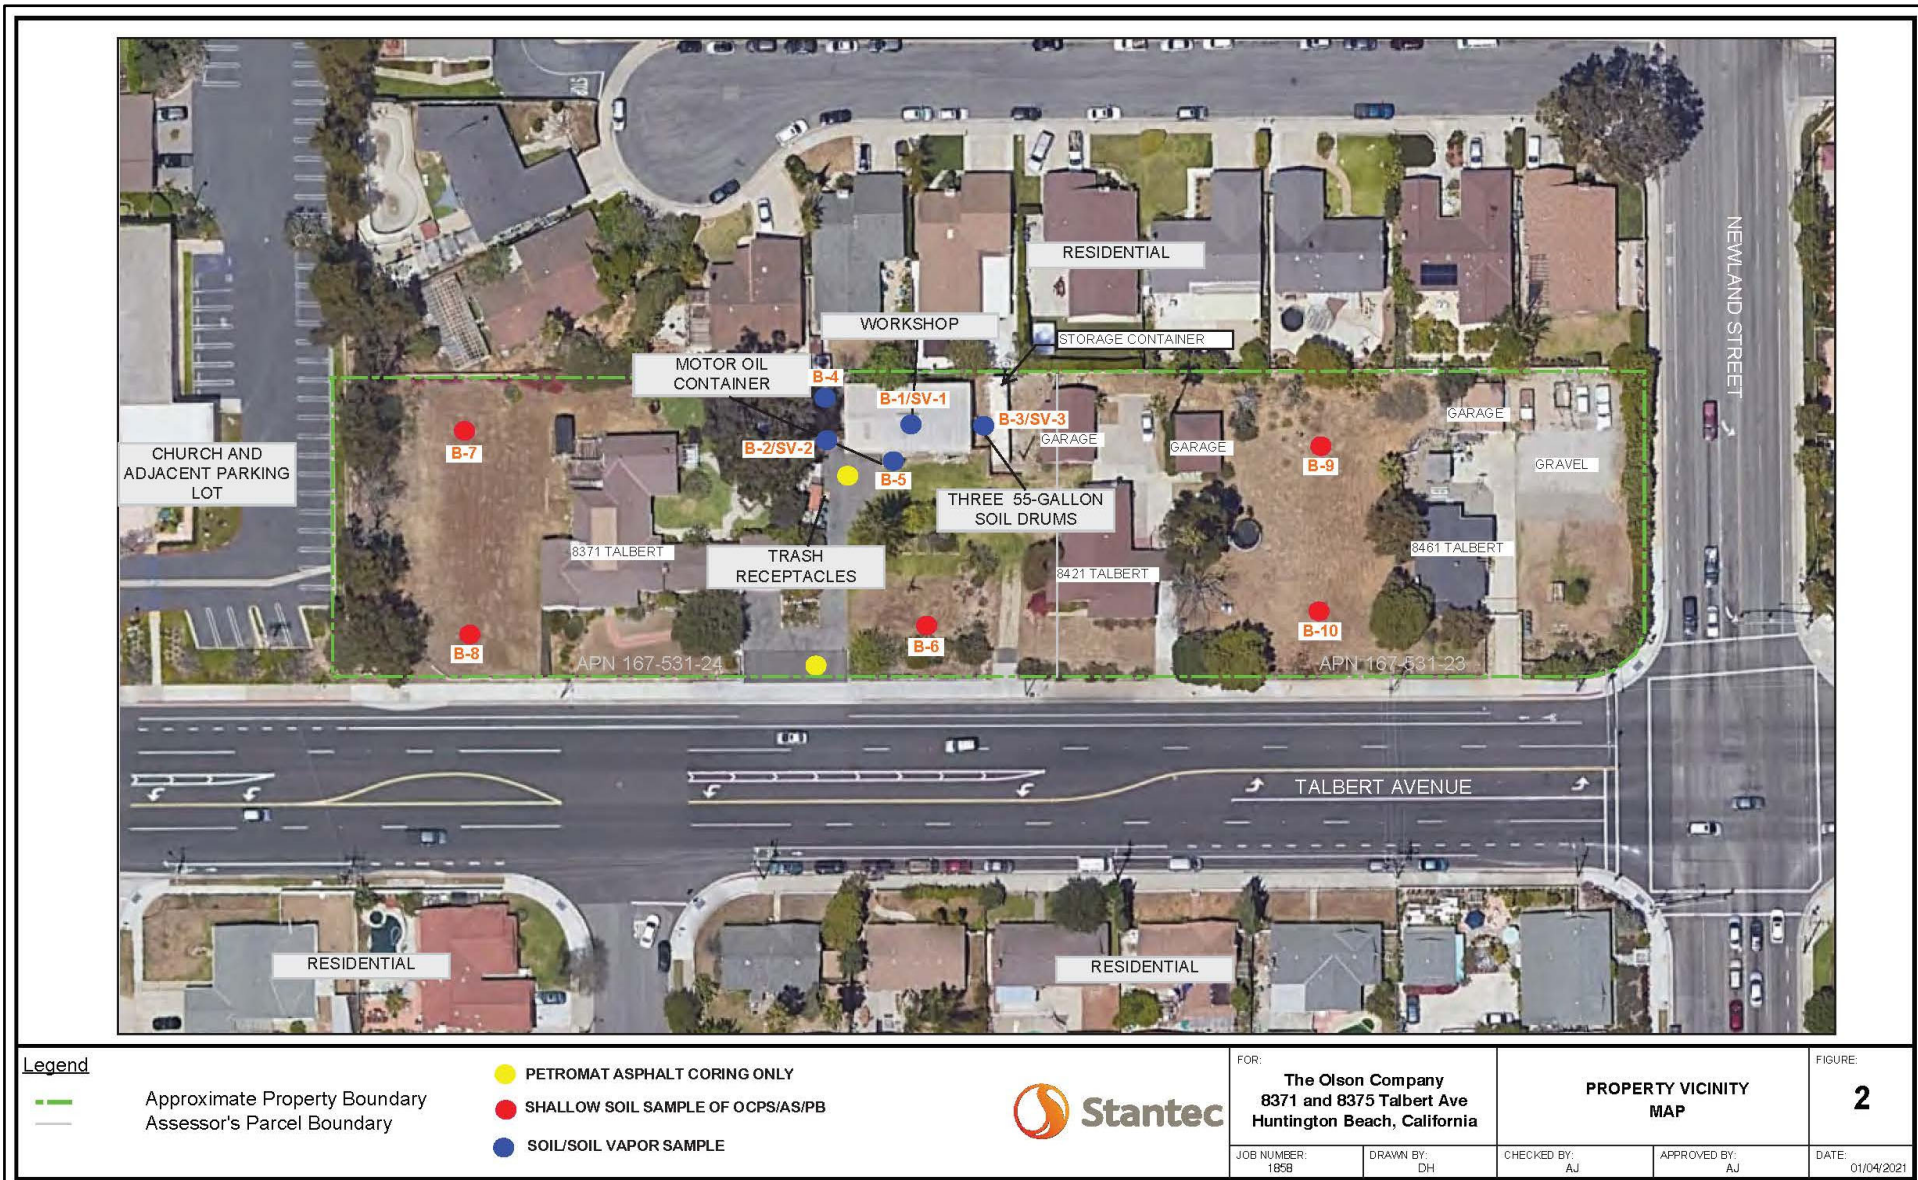 STOP
RESIDENTIAL
NEWLAND STREET
WORKSHOP
STORAGE CONTAINER
MOTOR OIL
CONTAINER
B-4
B-1/SV-1
B-3/SV-3
GARAGE
GARAGE
GARAGE
B-7
B-2/SV-2
B-5
B-9
GRAVEL
CHURCH AND
ADJACENT PARKING
LOT
THREE 55-GALLON
SOIL DRUMS
8371 TALBERT
TRASH
RECEPTACLES
8421 TALBERT
8461 TALBERT
B-8
B-6
B-10
APN 167-531-24
APN 167-531-23
TALBERT AVENUE
RESIDENTIAL
RESIDENTIAL
Legend
Approximate Property Boundary
Assessor's Parcel Boundary
PETROMAT ASPHALT CORING ONLY
SHALLOW SOIL SAMPLE OF OCPS/AS/PB
SOIL/SOIL VAPOR SAMPLE
Stantec
FOR:
The Olson Company
8371 and 8375 Talbert Ave
Huntington Beach, California
PROPERTY VICINITY
MAP
FIGURE:
2
JOB NUMBER:
1858
DRAWN BY:
DH
CHECKED BY:
AJ
APPROVED BY:
AJ
DATE:
01/04/2021